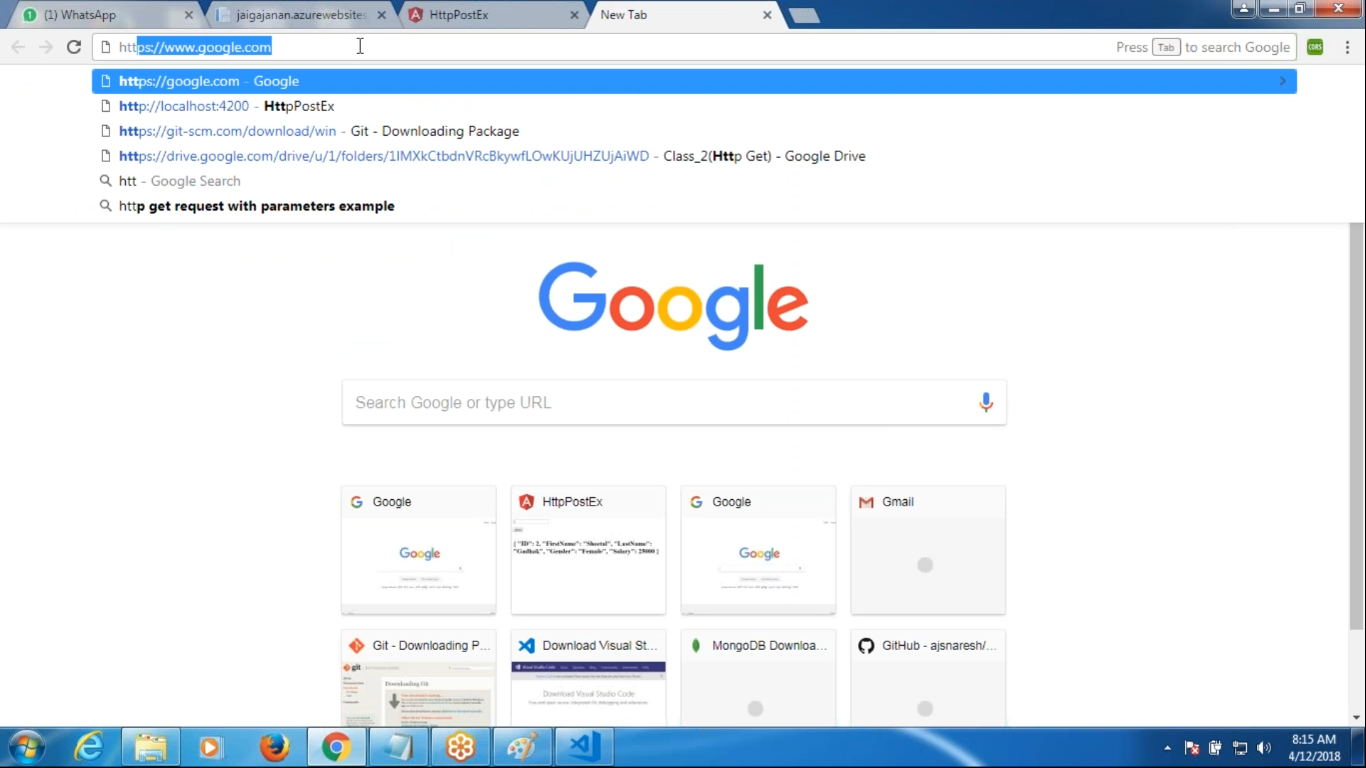 (1) WhatsApp
jaigajanan.azurewebsites
HttpPostEx
New Tab
https://www.google.com
Press Tab to search Google
CORS
https://google.com - Google
http://localhost:4200 - HttpPostEx
https://git-scm.com/download/win - Git - Downloading Package
https://drive.google.com/drive/u/1/folders/1IMXkCtbdnVRcBkywfLOwKUjUHZUjAiWD - Class_2(Http Get) - Google Drive
htt - Google Search
http get request with parameters example
Google
Search Google or type URL
Google
HttpPostEx
Google
Gmail
Google
{ "ID": 2, "FirstName": "Sheetal", "LastName":
"Gadhak", "Gender": "Female", "Salary": 25000 }
Google
Git - Downloading P...
Download Visual St...
MongoDB Downloa...
GitHub - ajsnaresh/...
git
Downloading Git
Download Visual Studio Code
8:15 AM
4/12/2018